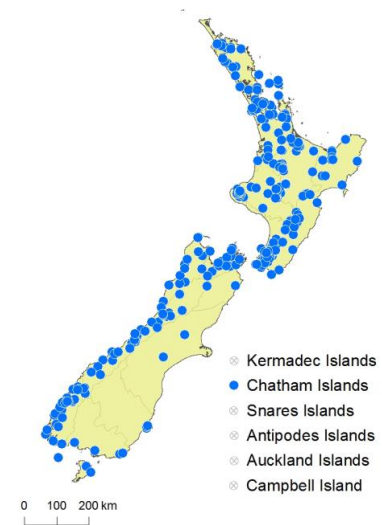 Kermadec Islands
Chatham Islands
Snares Islands
Antipodes Islands
Auckland Islands
Campbell Island
0 100 200 km